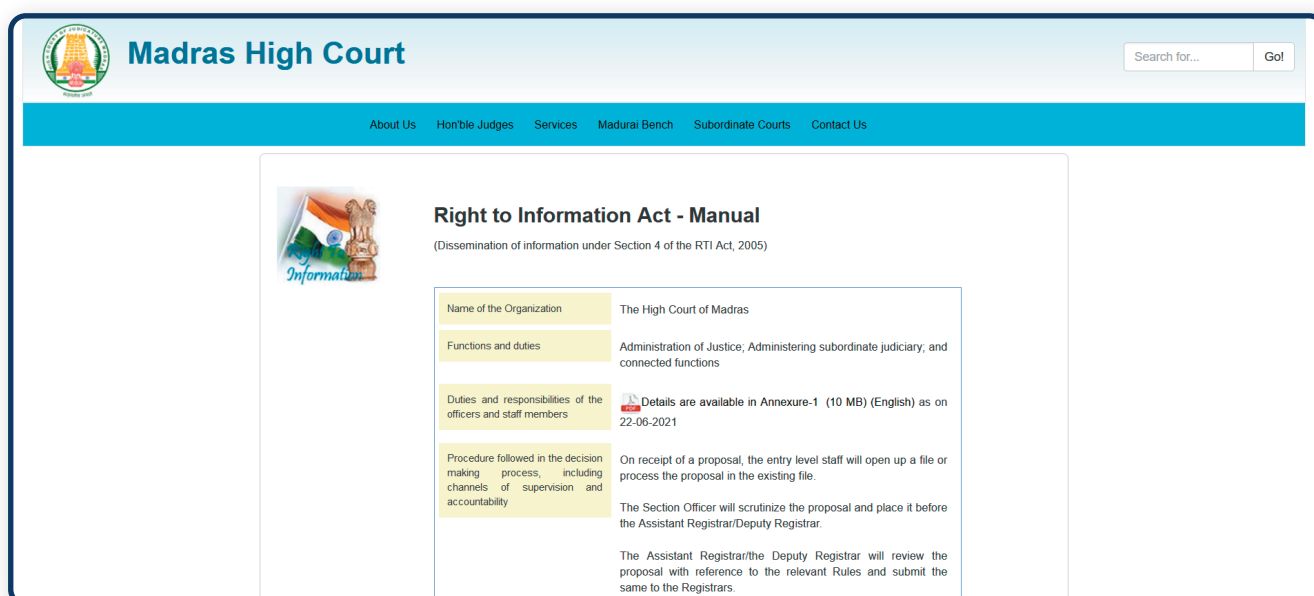 Madras High Court
Search for...
Go!
About Us Hon'ble Judges Services Madurai Bench Subordinate Courts Contact Us
Right To
Information
Right to Information Act - Manual
(Dissemination of information under Section 4 of the RTI Act, 2005)
Name of the Organization
The High Court of Madras
Functions and duties
Administration of Justice; Administering subordinate judiciary; and
connected functions
Duties and responsibilities of the
officers and staff members
PDF
Details are available in Annexure-1 (10 MB) (English) as on
22-06-2021
Procedure followed in the decision
making process, including
channels of supervision and
accountability
On receipt of a proposal, the entry level staff will open up a file or
process the proposal in the existing file.
The Section Officer will scrutinize the proposal and place it before
the Assistant Registrar/Deputy Registrar.
The Assistant Registrar/the Deputy Registrar will review the
proposal with reference to the relevant Rules and submit the
same to the Registrars.